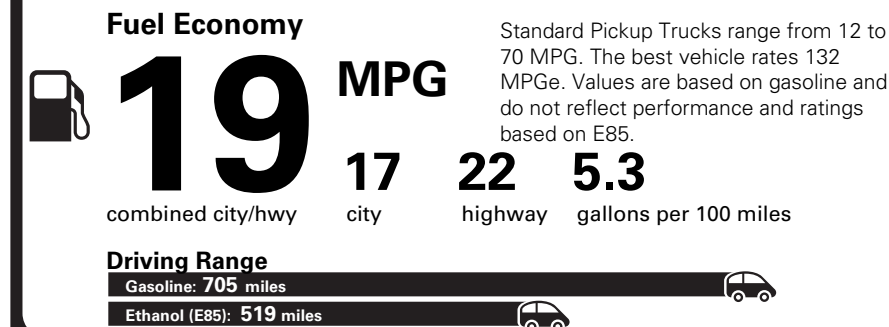 Fuel Economy
19 MPG
Standard Pickup Trucks range from 12 to
70 MPG. The best vehicle rates 132
MPGe. Values are based on gasoline and
do not reflect performance and ratings
based on E85.
17 22 5.3
combined city/hwy city highway gallons per 100 miles
Driving Range
Gasoline: 705 miles
Ethanol (E85): 519 miles